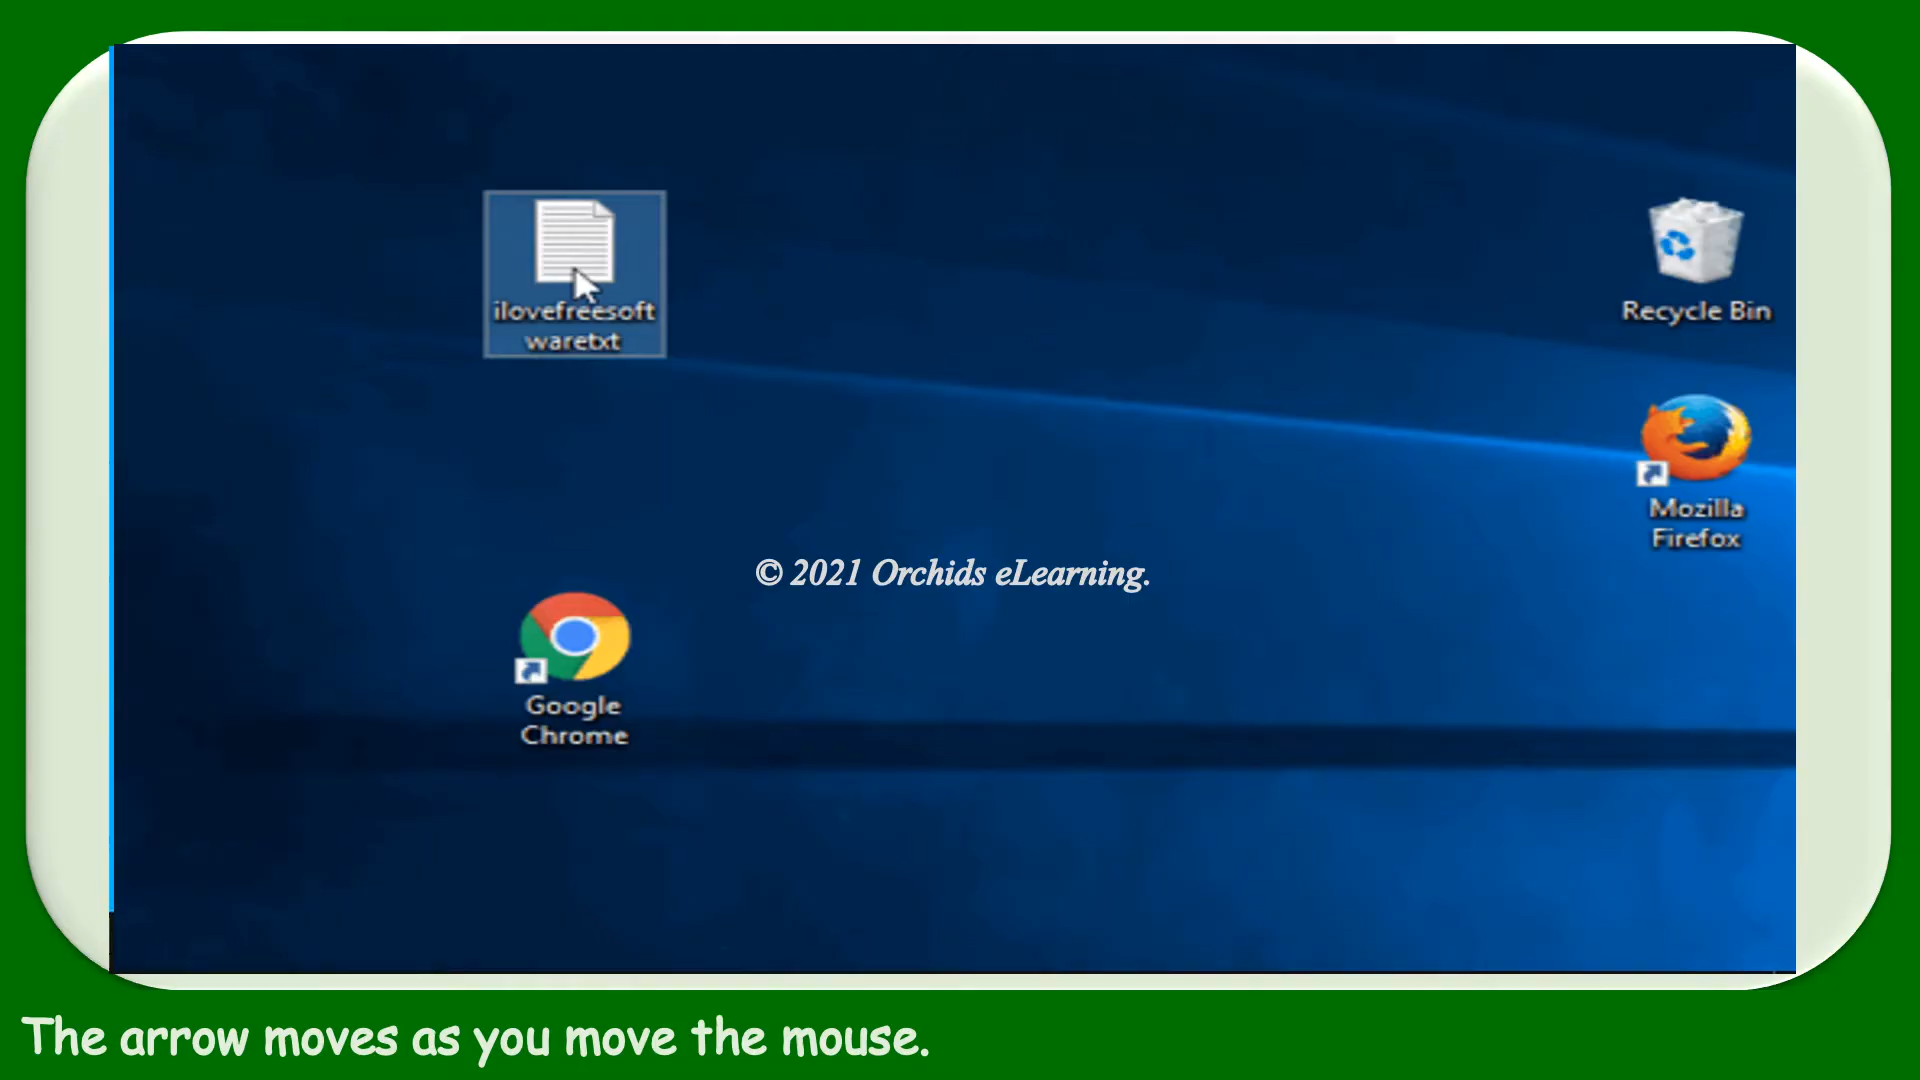 ilovefreesoft
waretxt
Recycle Bin
Mozilla
Firefox
© 2021 Orchids eLearning.
Google
Chrome
The arrow moves as you move the mouse.